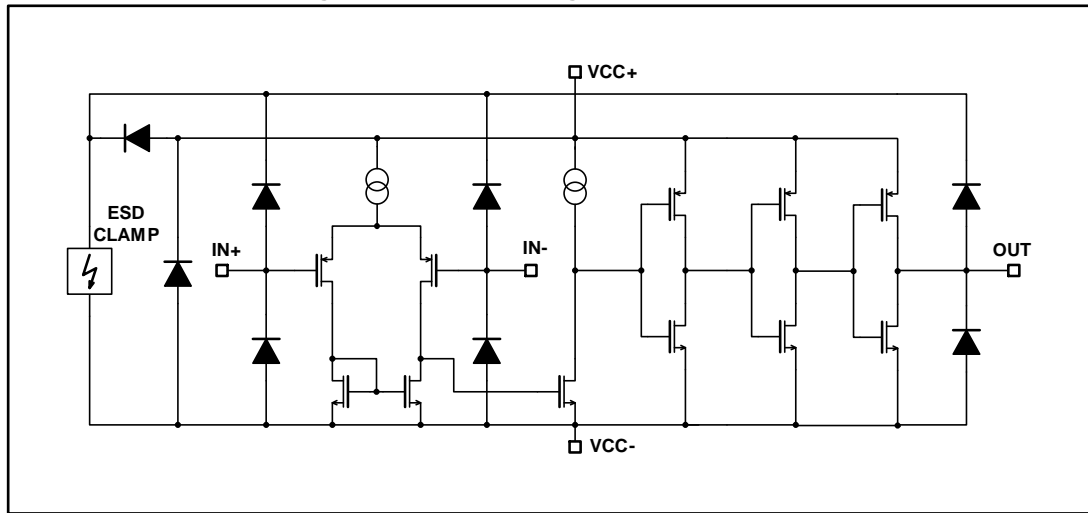 VCC+
ESD
CLAMP
IN+
IN-
OUT
VCC-